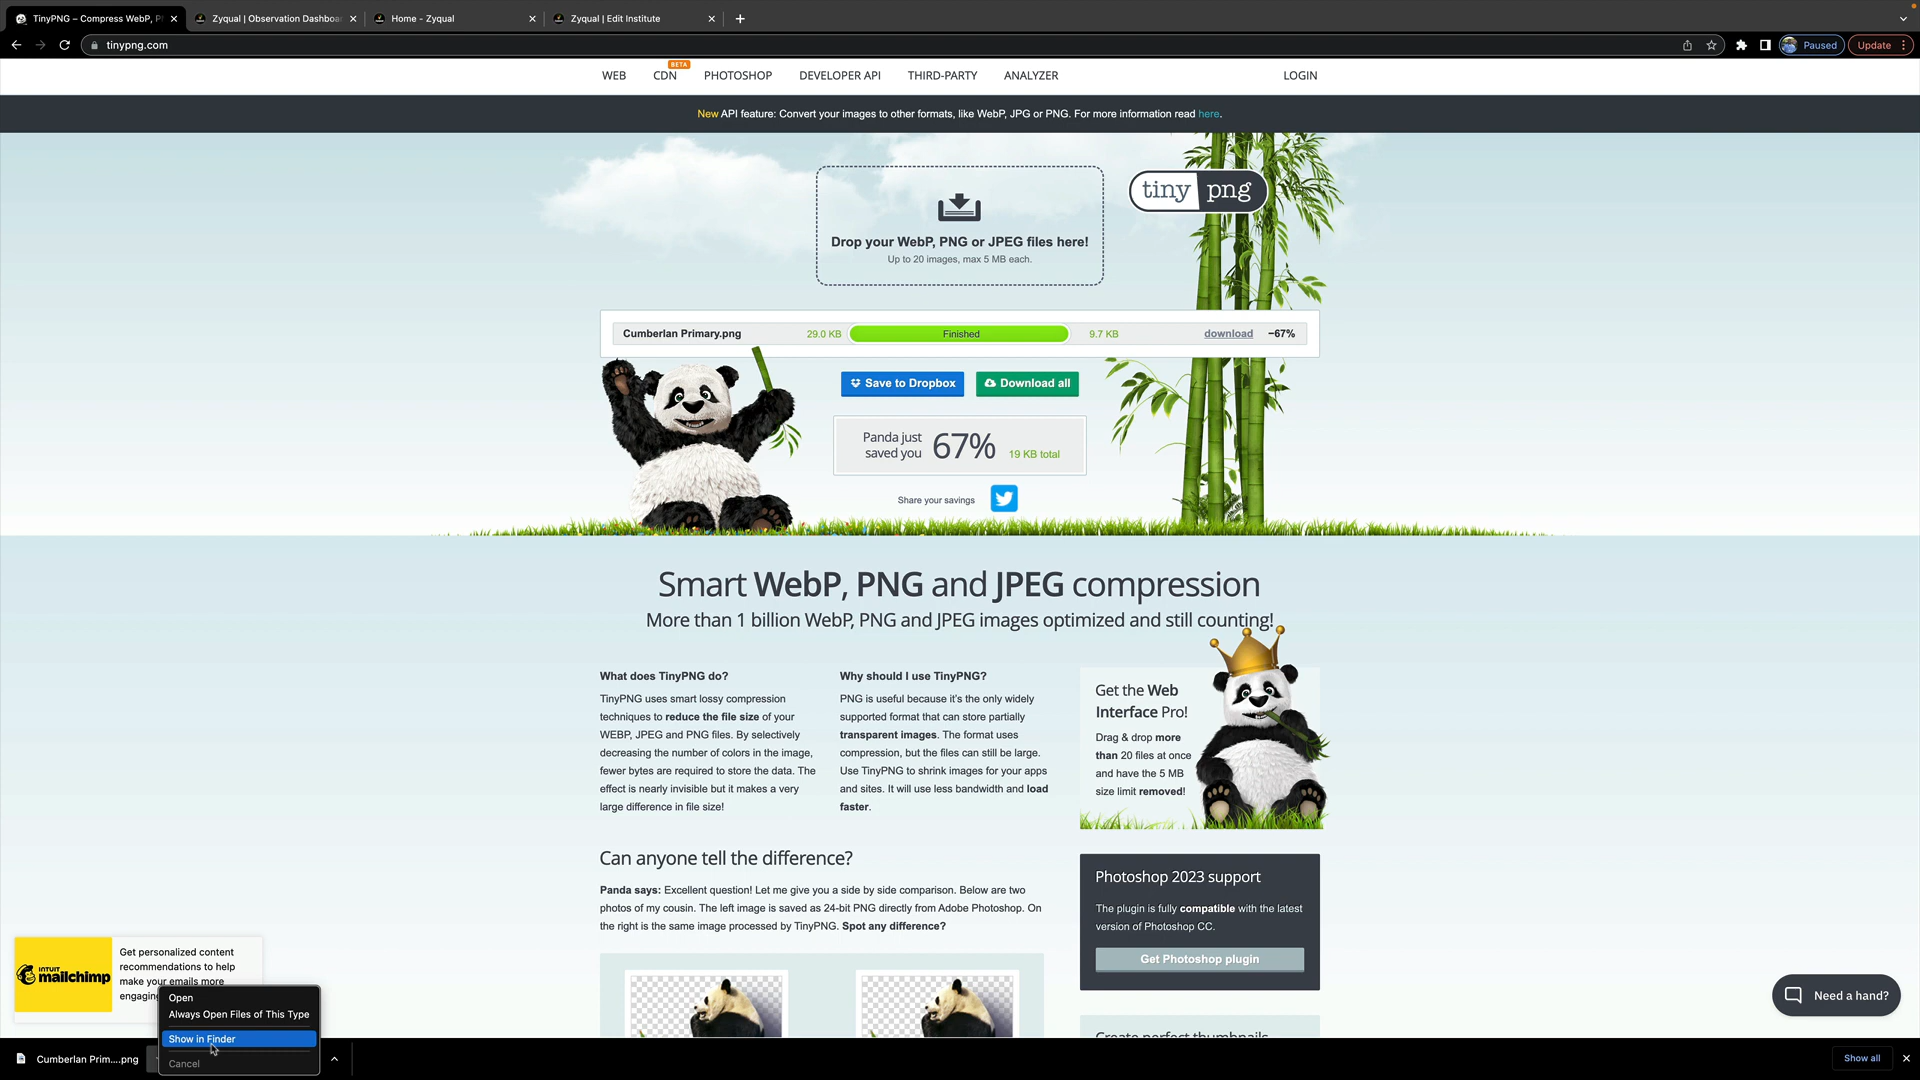 TinyPNG – Compress WebP, P
Zyqual | Observation Dashboa
Home - Zyqual
Zyqual | Edit Institute
tinypng.com
Paused
Update
WEB
CDN
BETA
PHOTOSHOP
DEVELOPER API
THIRD-PARTY
ANALYZER
LOGIN
New API feature: Convert your images to other formats, like WebP, JPG or PNG. For more information read here.
tiny png
Drop your WebP, PNG or JPEG files here!
Up to 20 images, max 5 MB each.
Cumberlan Primary.png 29.0 KB Finished 9.7 KB download −67%
Save to Dropbox
Download all
Panda just
saved you
67%
19 KB total
Share your savings
Smart WebP, PNG and JPEG compression
More than 1 billion WebP, PNG and JPEG images optimized and still counting!
What does TinyPNG do?
TinyPNG uses smart lossy compression
techniques to reduce the file size of your
WEBP, JPEG and PNG files. By selectively
decreasing the number of colors in the image,
fewer bytes are required to store the data. The
effect is nearly invisible but it makes a very
large difference in file size!
Why should I use TinyPNG?
PNG is useful because it's the only widely
supported format that can store partially
transparent images. The format uses
compression, but the files can still be large.
Use TinyPNG to shrink images for your apps
and sites. It will use less bandwidth and load
faster.
Get the Web
Interface Pro!
Drag & drop more
than 20 files at once
and have the 5 MB
size limit removed!
Can anyone tell the difference?
Panda says: Excellent question! Let me give you a side by side comparison. Below are two
photos of my cousin. The left image is saved as 24-bit PNG directly from Adobe Photoshop. On
the right is the same image processed by TinyPNG. Spot any difference?
Photoshop 2023 support
The plugin is fully compatible with the latest
version of Photoshop CC.
Get Photoshop plugin
Create perfect thumbnails
Need a hand?
INTUIT
mailchimp
Get personalized content
recommendations to help
make your emails more
engaging
Open
Always Open Files of This Type
Show in Finder
Cancel
Cumberlan Prim....png
Show all